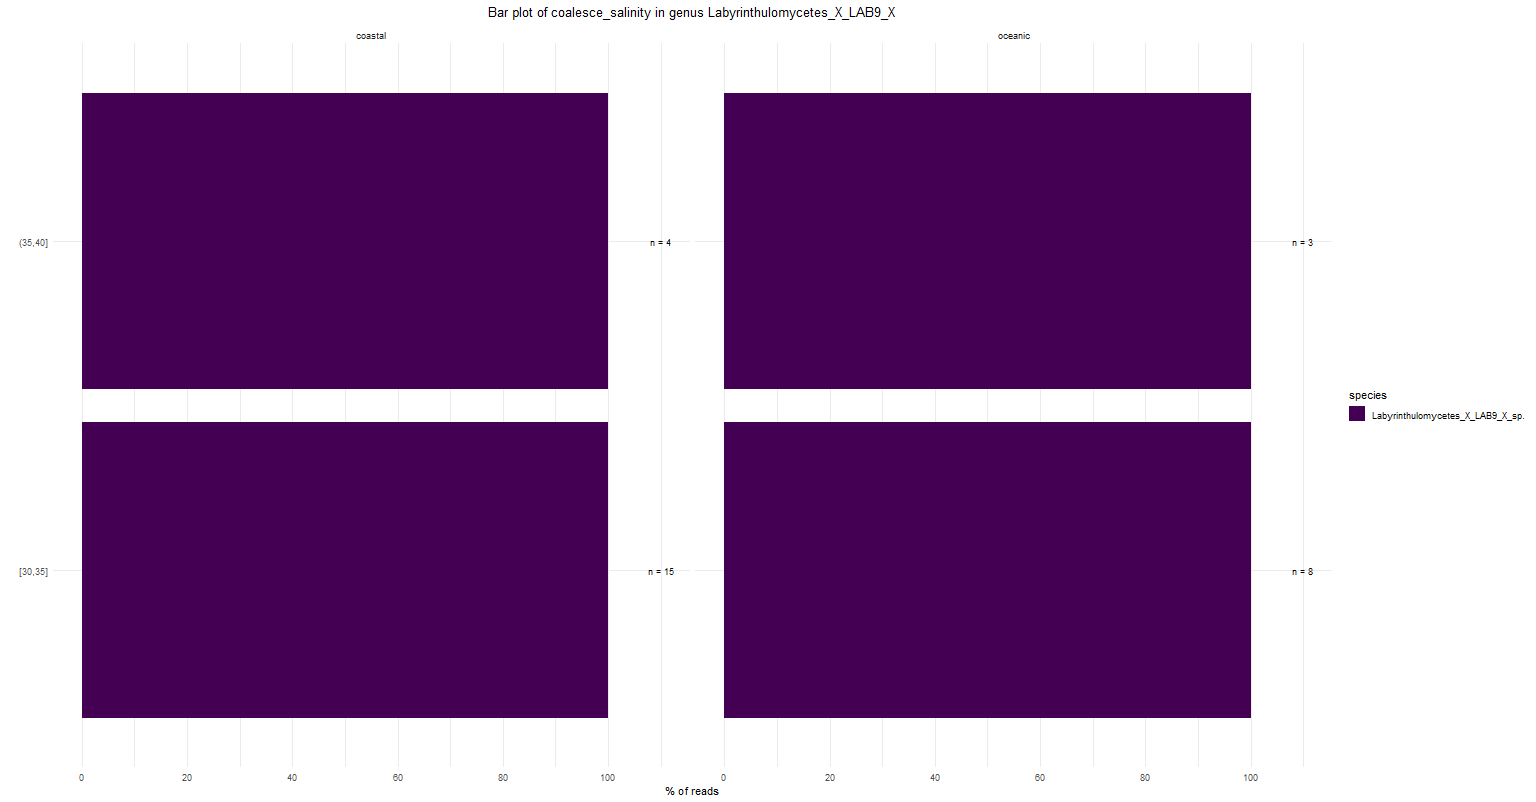 Bar plot of coalesce_salinity in genus Labyrinthulomycetes_X_LAB9_X
coastal
oceanic
(35,40]
n = 4
n = 3
[30,35]
n = 15
n = 8
species
Labyrinthulomycetes_X_LAB9_X_sp.
0 20 40 60 80 100
0 20 40 60 80 100
% of reads